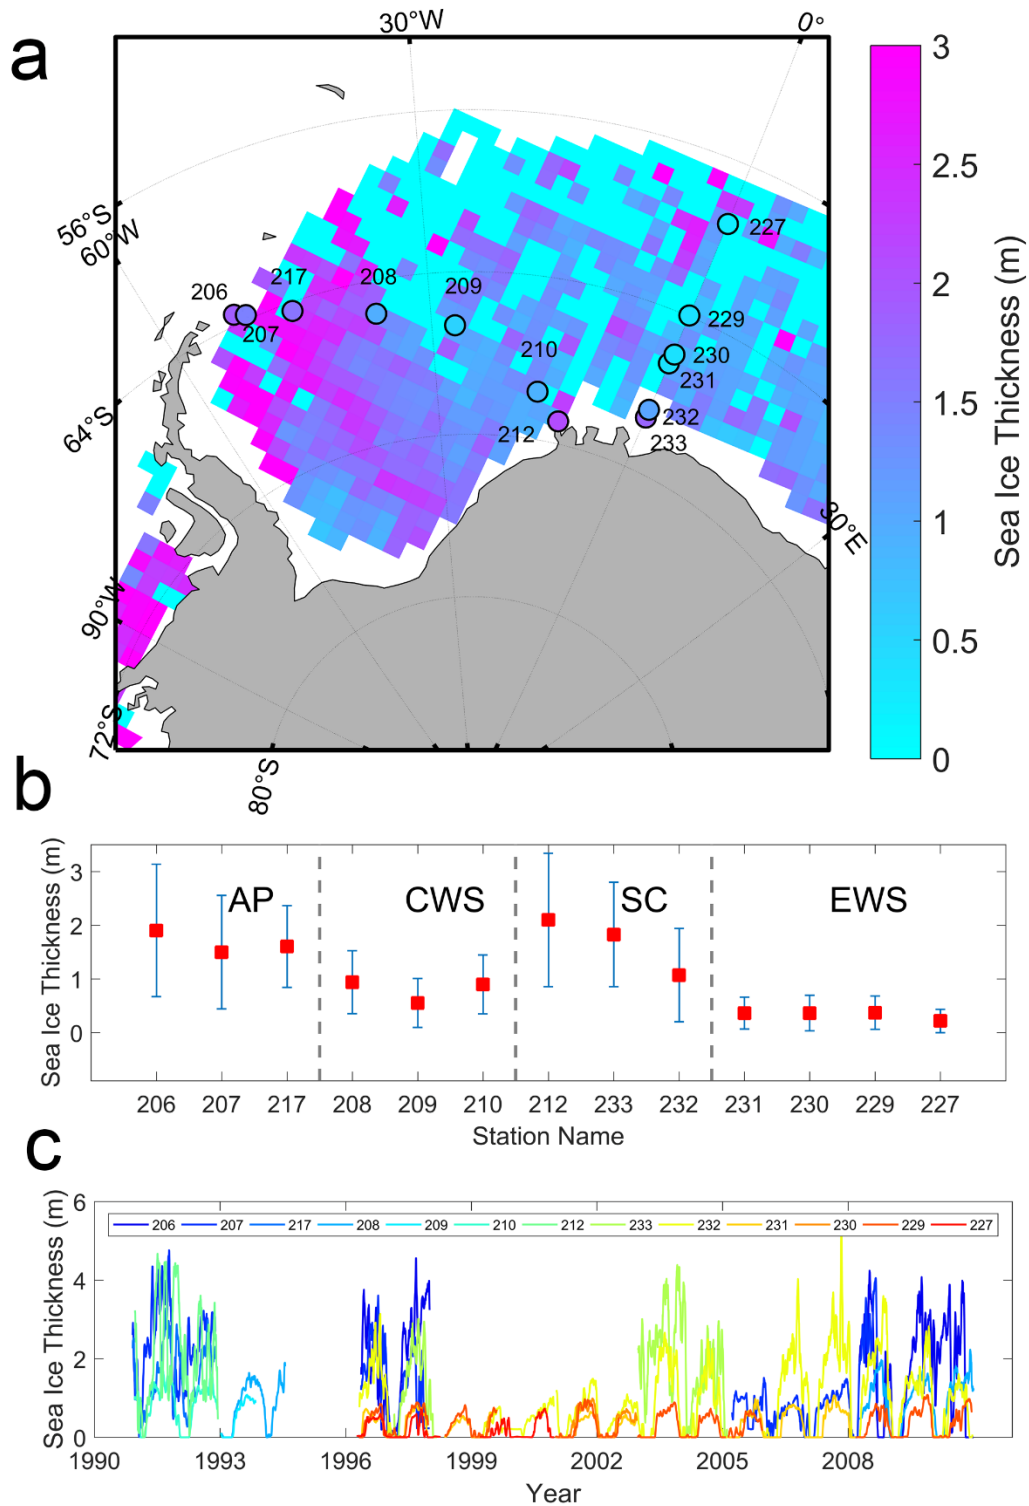 a
30°W
0°
3
56°S
60°W
2.5
227
217
208
206
209
207
2
229
210
230
231
64°S
212
232
233
1.5
30°E
1
90°W
0.5
72°S
0
80°S
Sea Ice Thickness (m)
b
Sea Ice Thickness (m)
3
2
1
0
AP
CWS
SC
EWS
206 207 217 208 209 210 212 233 232 231 230 229 227
Station Name
c
Sea Ice Thickness (m)
6
4
2
0
206 207 217 208 209 210 212 233 232 231 230 229 227
1990 1993 1996 1999 2002 2005 2008
Year